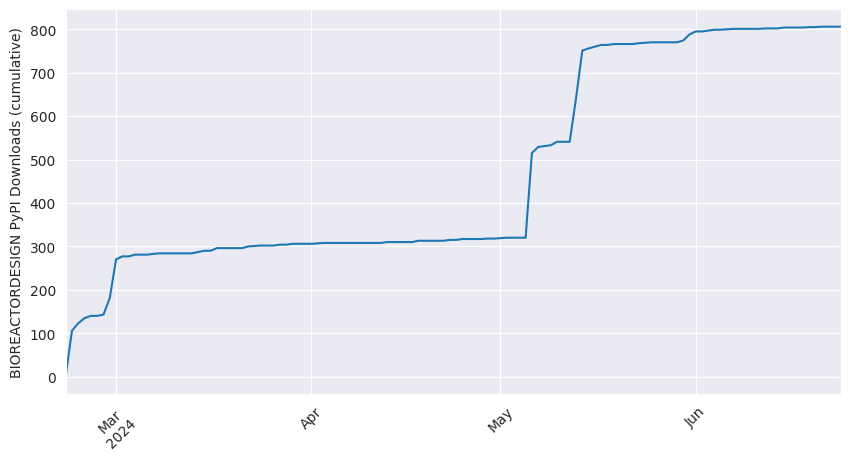 BIOREACTORDESIGN PyPI Downloads (cumulative)
800
700
600
500
400
300
200
100
0
Mar
2024
Apr
May
Jun